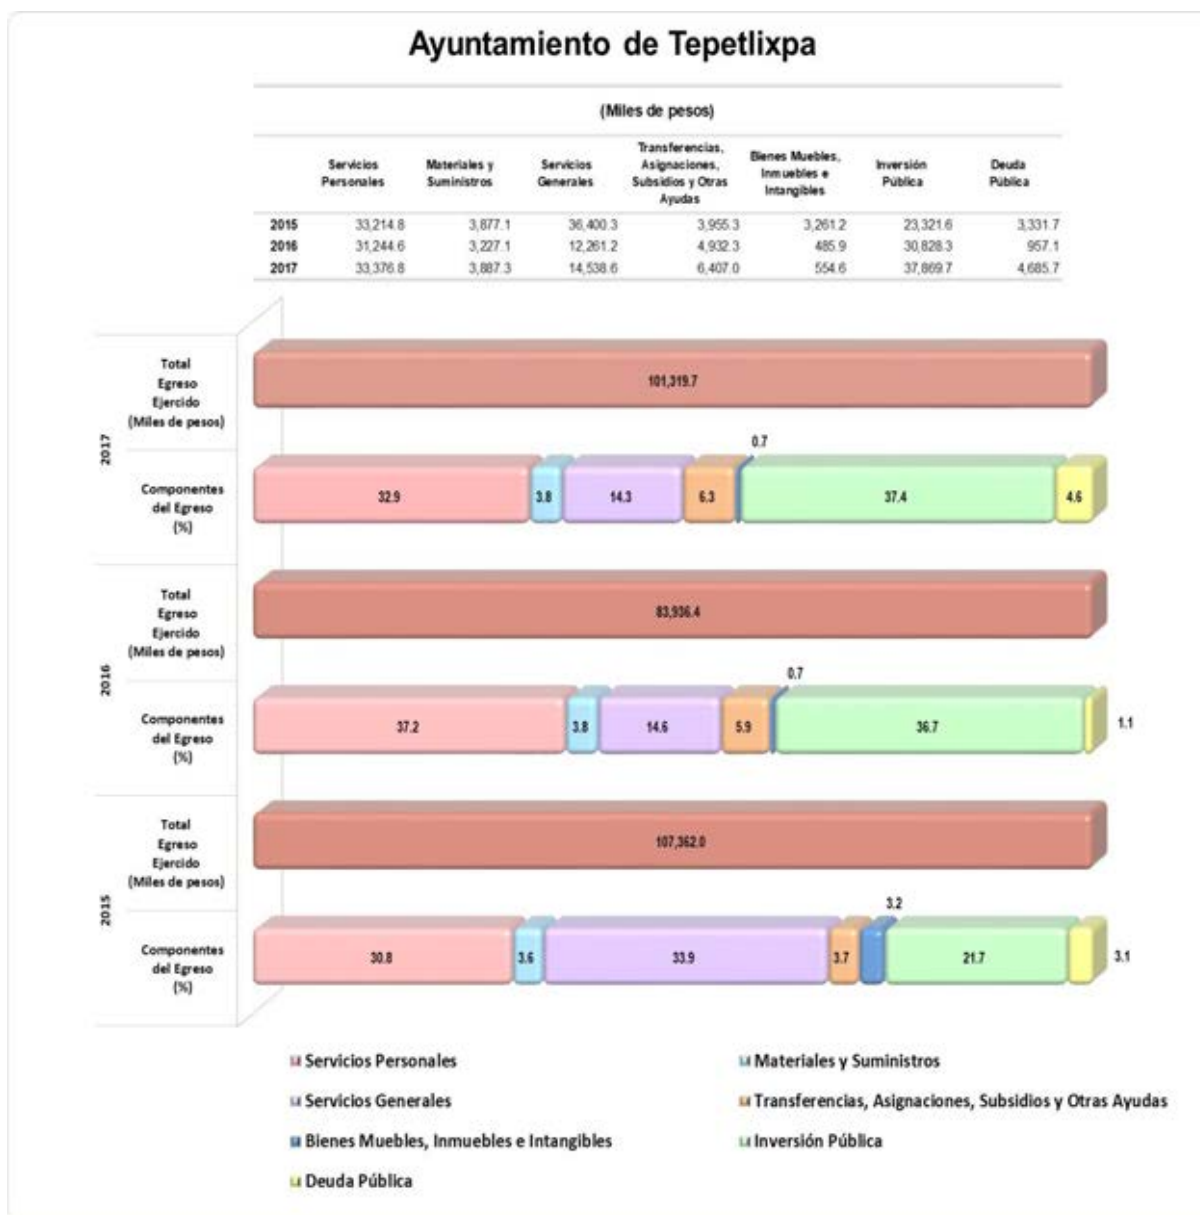 Ayuntamiento de Tepetlixpa
(Miles de pesos)
Servicios Personales Materiales y Suministros Servicios Generales Transferencias, Asignaciones, Subsidios y Otras Ayudas Bienes Muebles, Inmuebles e Intangibles Inversión Pública Deuda Pública
2015 33,214.8 3,877.1 36,400.3 3,955.3 3,261.2 23,321.6 3,331.7
2016 31,244.6 3,227.1 12,261.2 4,932.3 485.9 30,828.3 957.1
2017 33,376.8 3,887.3 14,538.6 6,407.0 554.6 37,869.7 4,685.7
2017
Total
Egreso
Ejercido
(Miles de pesos)
101,319.7
Componentes
del Egreso
(%)
32.9 3.8 14.3 6.3 0.7 37.4 4.6
2016
Total
Egreso
Ejercido
(Miles de pesos)
83,936.4
Componentes
del Egreso
(%)
37.2 3.8 14.6 5.9 0.7 36.7 1.1
2015
Total
Egreso
Ejercido
(Miles de pesos)
107,362.0
Componentes
del Egreso
(%)
30.8 3.6 33.9 3.7 3.2 21.7 3.1
Servicios Personales
Materiales y Suministros
Servicios Generales
Transferencias, Asignaciones, Subsidios y Otras Ayudas
Bienes Muebles, Inmuebles e Intangibles
Inversión Pública
Deuda Pública